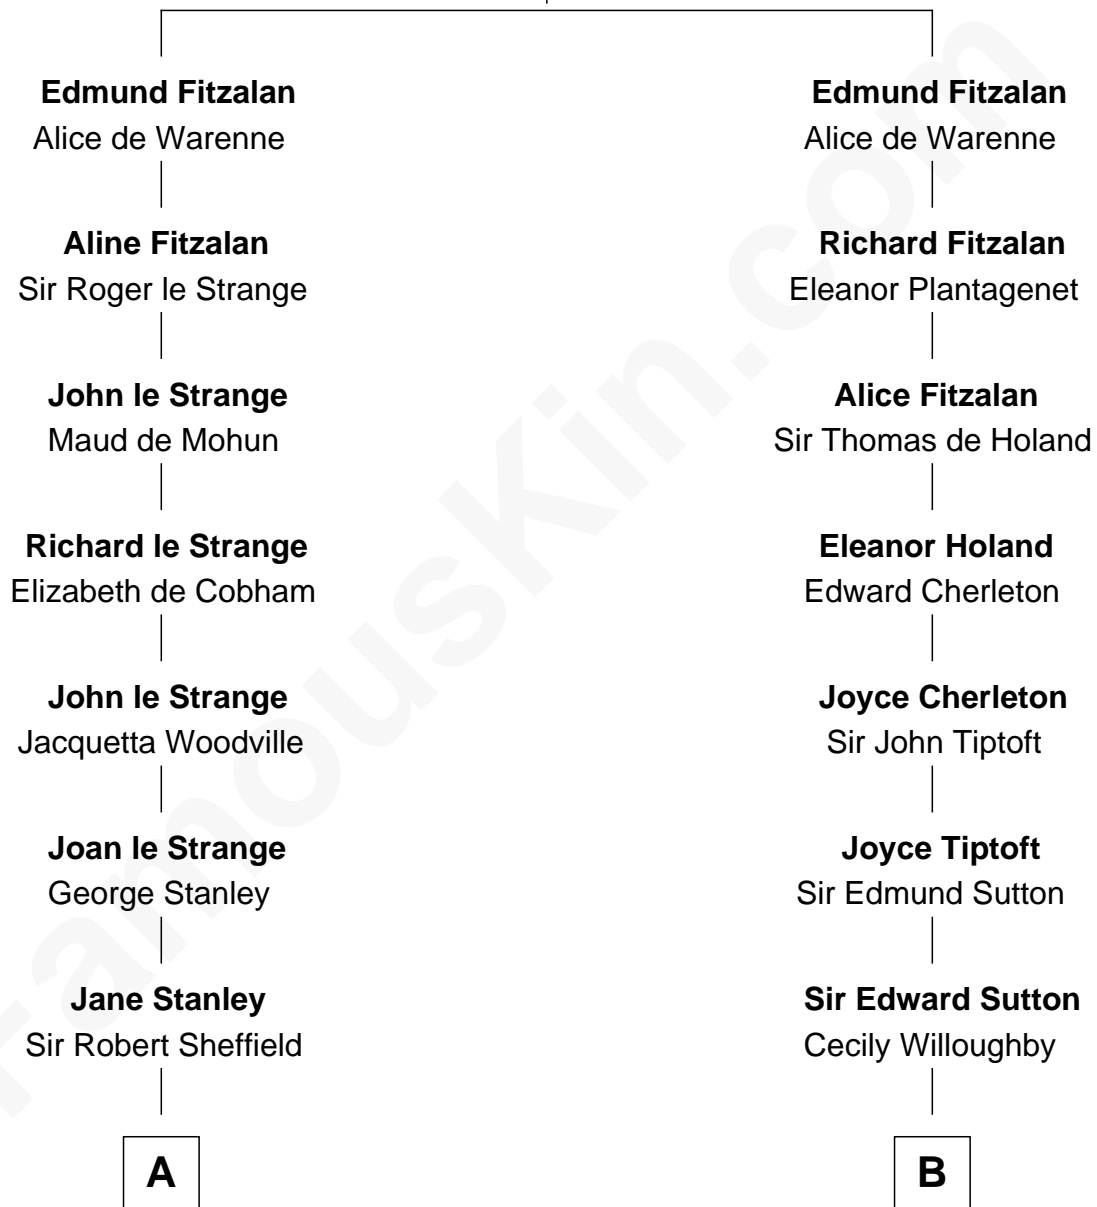 Edmund Fitzalan
Alice de Warenne
Aline Fitzalan
Sir Roger le Strange
John le Strange
Maud de Mohun
Richard le Strange
Elizabeth de Cobham
John le Strange
Jacquetta Woodville
Joan le Strange
George Stanley
Jane Stanley
Sir Robert Sheffield
A
Edmund Fitzalan
Alice de Warenne
Richard Fitzalan
Eleanor Plantagenet
Alice Fitzalan
Sir Thomas de Holand
Eleanor Holand
Edward Cherleton
Joyce Cherleton
Sir John Tiptoft
Joyce Tiptoft
Sir Edmund Sutton
Sir Edward Sutton
Cecily Willoughby
B
FamousKin.com